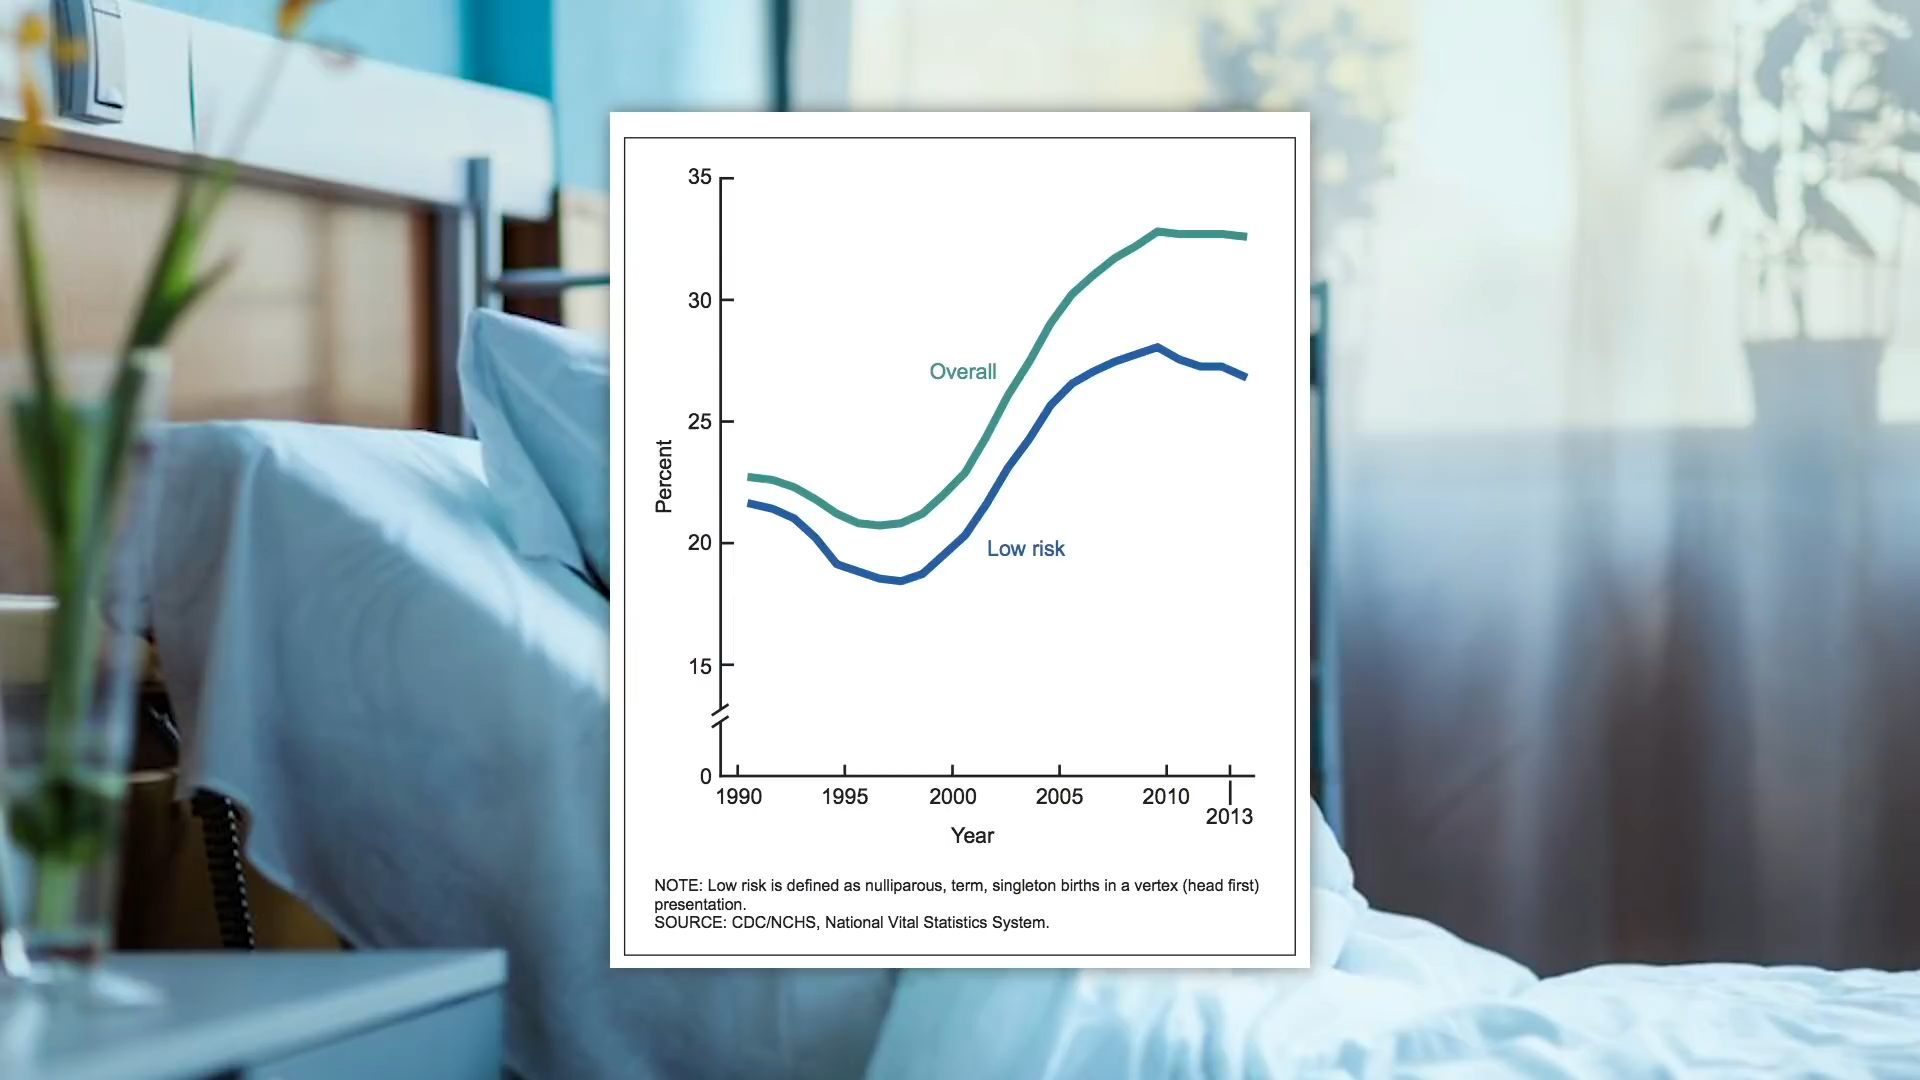 35
30
25
20
15
0
Percent
Overall
Low risk
1990 1995 2000 2005 2010
2013
Year
NOTE: Low risk is defined as nulliparous, term, singleton births in a vertex (head first)
presentation.
SOURCE: CDC/NCHS, National Vital Statistics System.